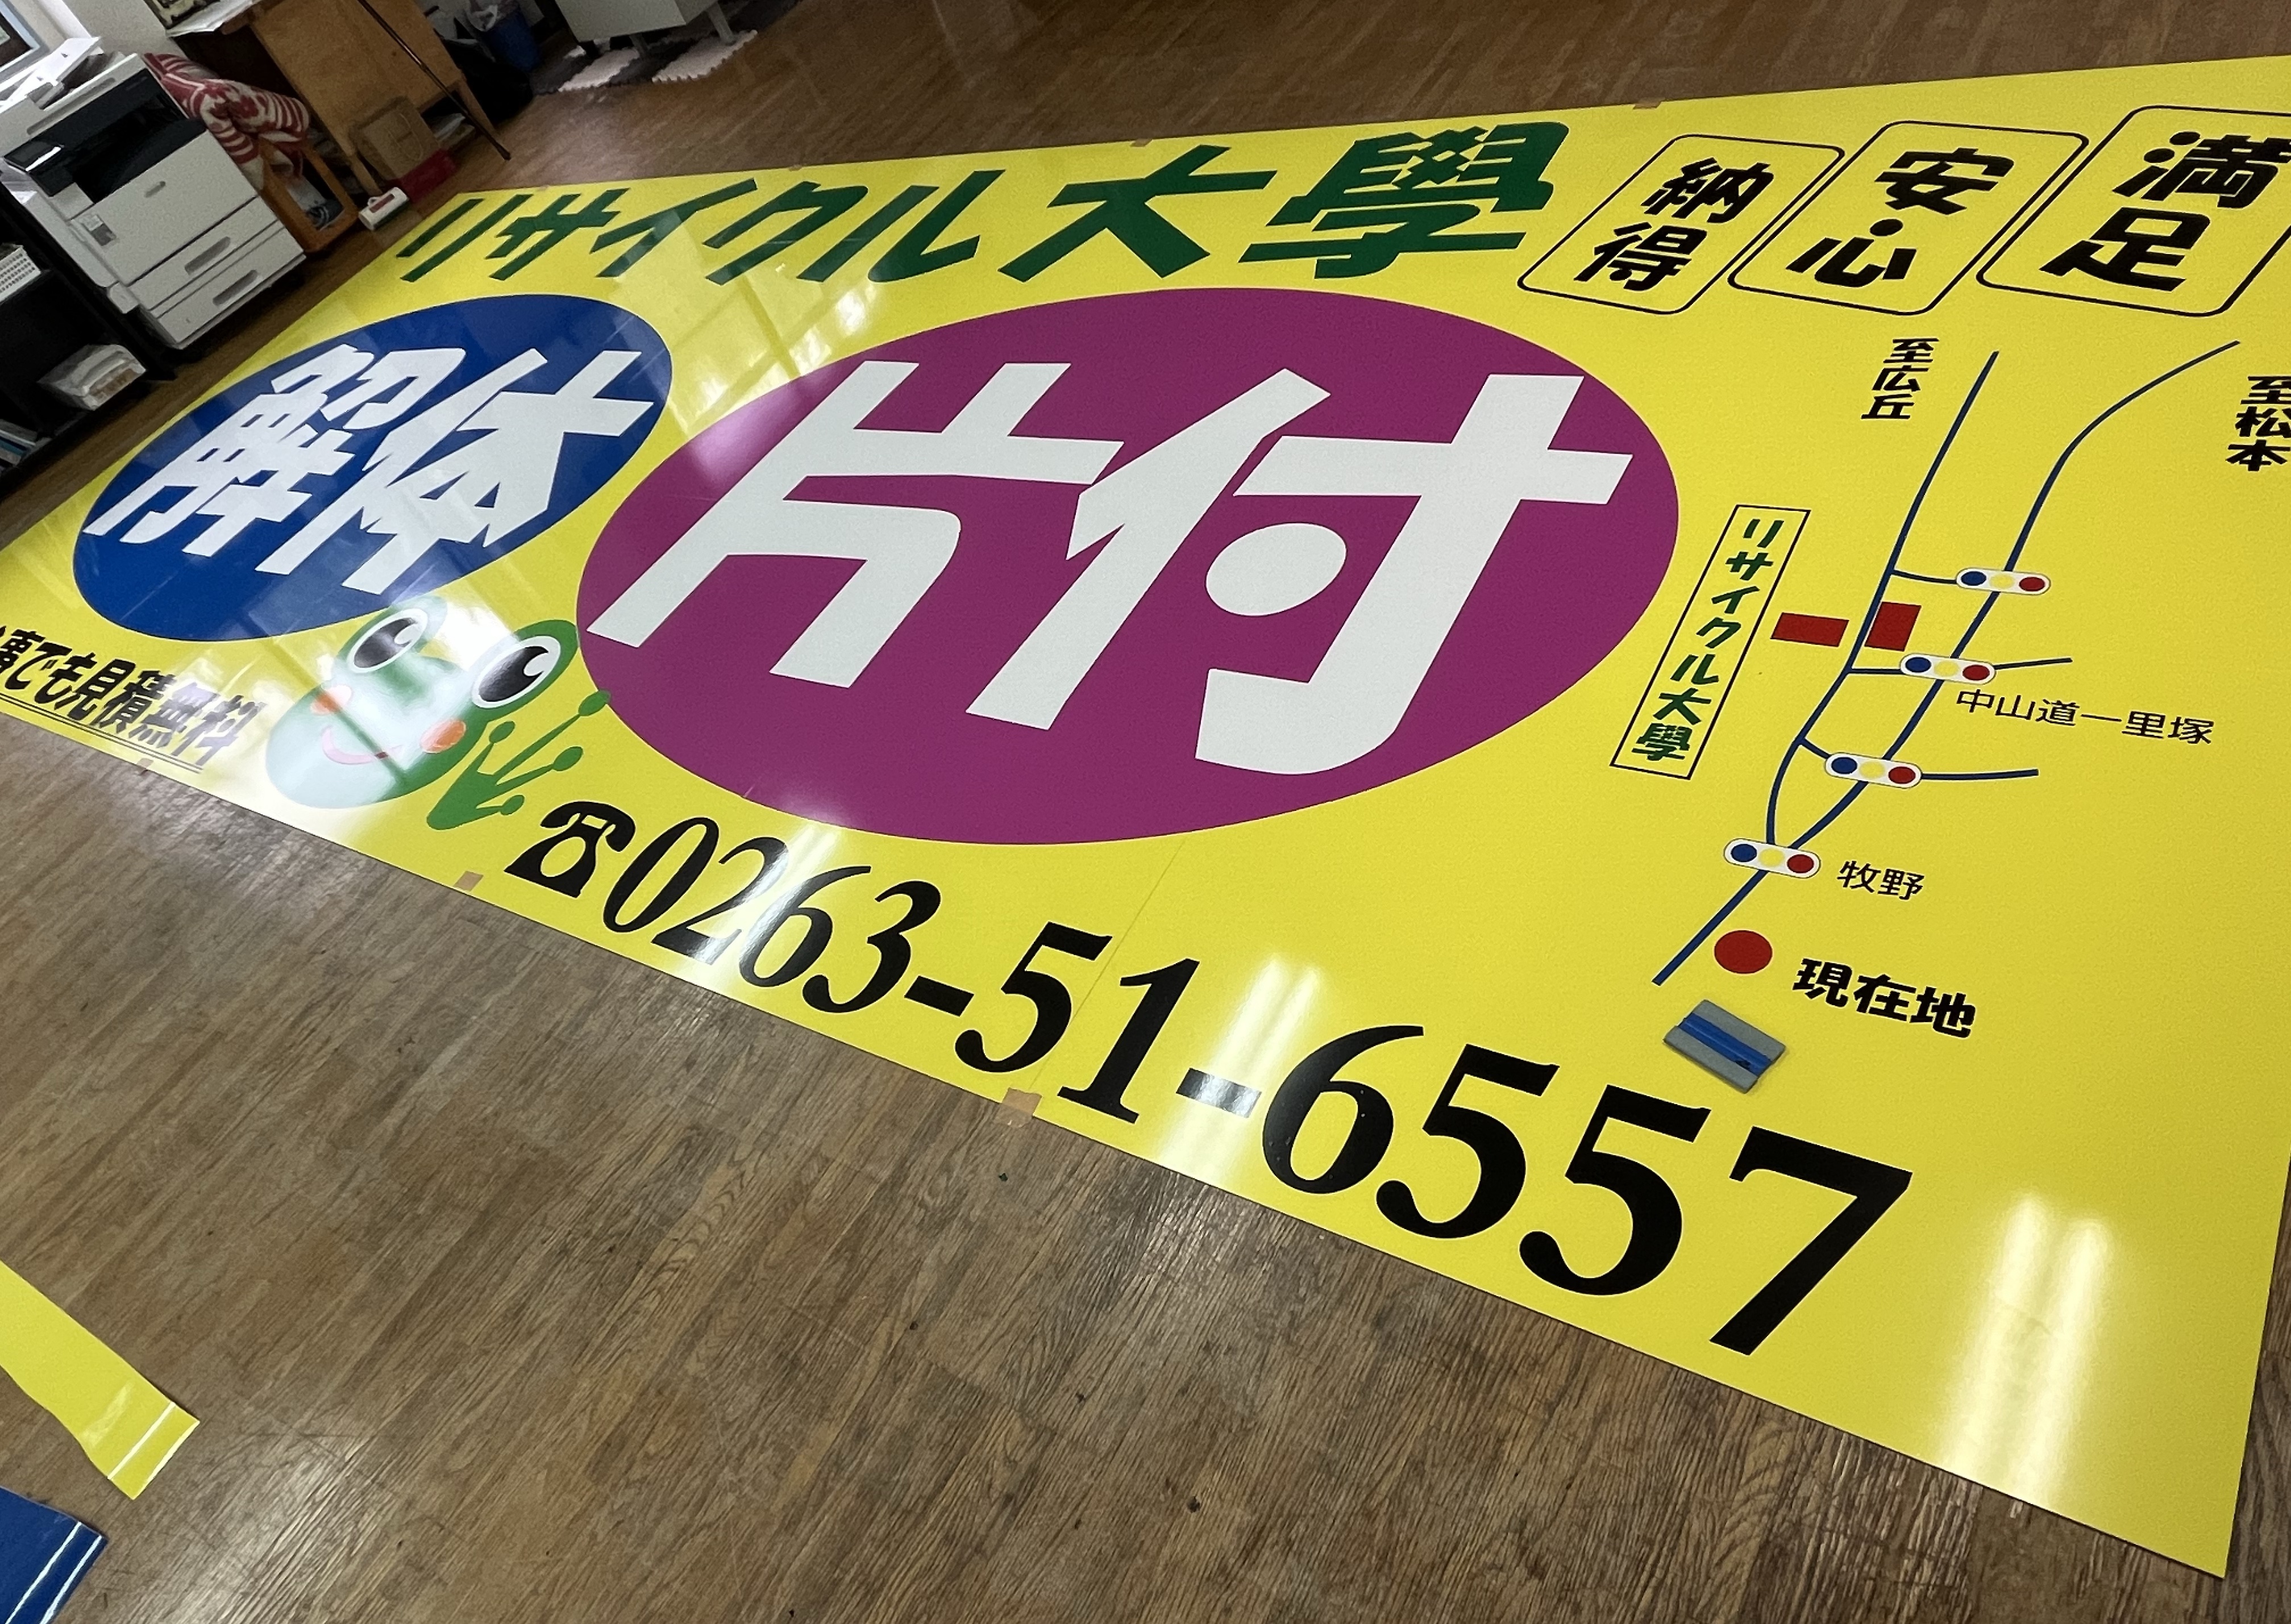 リサイクル大學
納得
安心
満足
解体
片付
事でも見積無料
☎0263-51-6557
至広丘
至松本
リサイクル大學
中山道一里塚
牧野
現在地